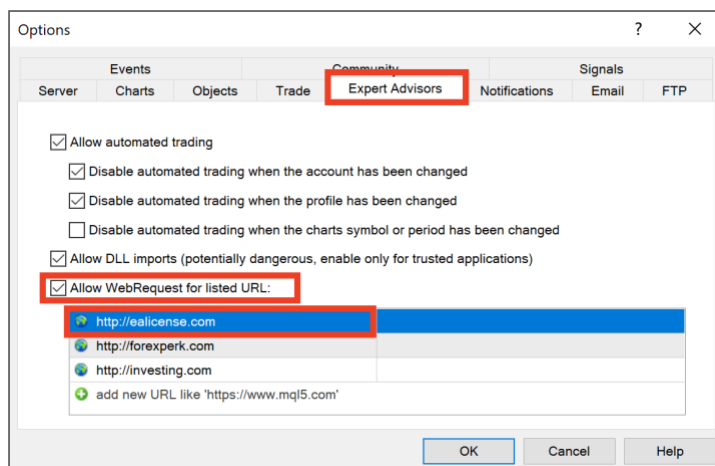 Options
?
Events Community Signals
Server Charts Objects Trade Expert Advisors Notifications Email FTP
Allow automated trading
Disable automated trading when the account has been changed
Disable automated trading when the profile has been changed
Disable automated trading when the charts symbol or period has been changed
Allow DLL imports (potentially dangerous, enable only for trusted applications)
Allow WebRequest for listed URL:
http://ealicense.com
http://forexperk.com
http://investing.com
add new URL like 'https://www.mql5.com'
OK Cancel Help